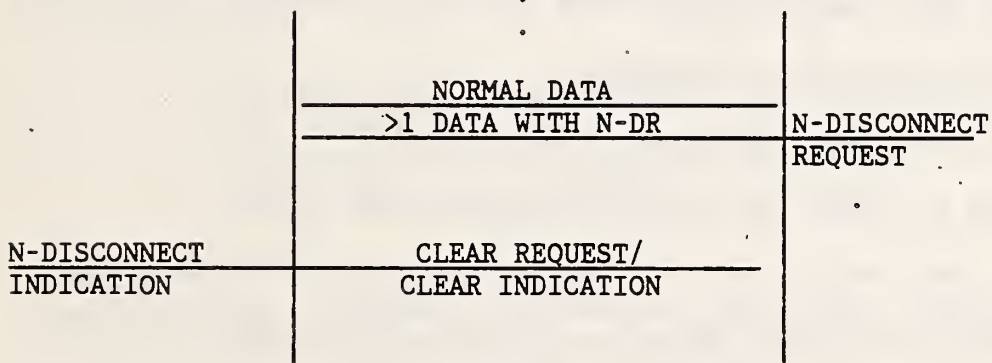 NORMAL DATA
>1 DATA WITH N-DR
N-DISCONNECT
REQUEST
N-DISCONNECT
INDICATION
CLEAR REQUEST/
CLEAR INDICATION